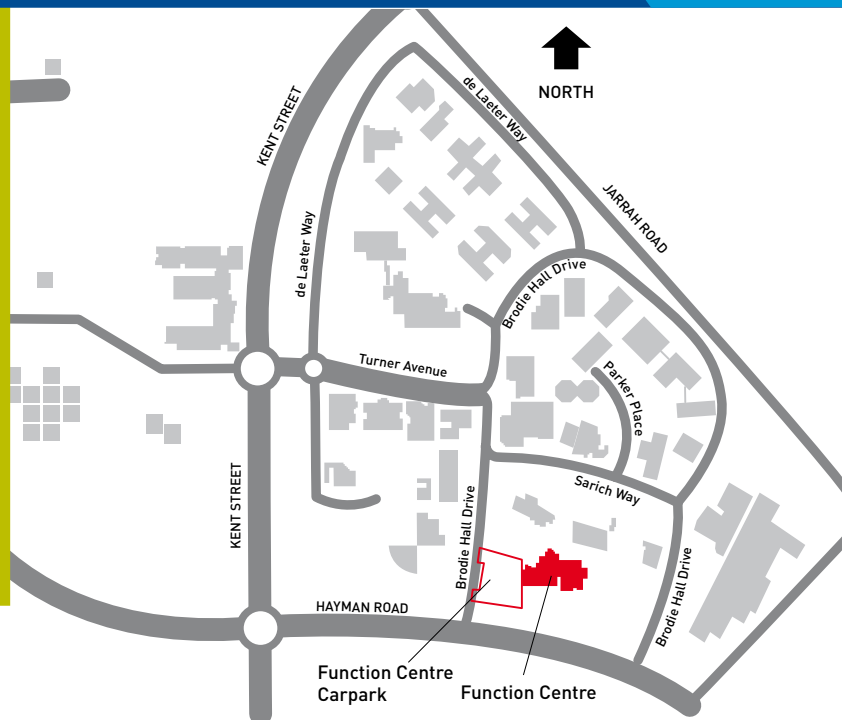 NORTH
de Laeter Way
KENT STREET
JARRAH ROAD
de Laeter Way
Brodie Hall Drive
Turner Avenue
Parker Place
Sarich Way
KENT STREET
Brodie Hall Drive
Brodie Hall Drive
HAYMAN ROAD
Function Centre
Carpark
Function Centre